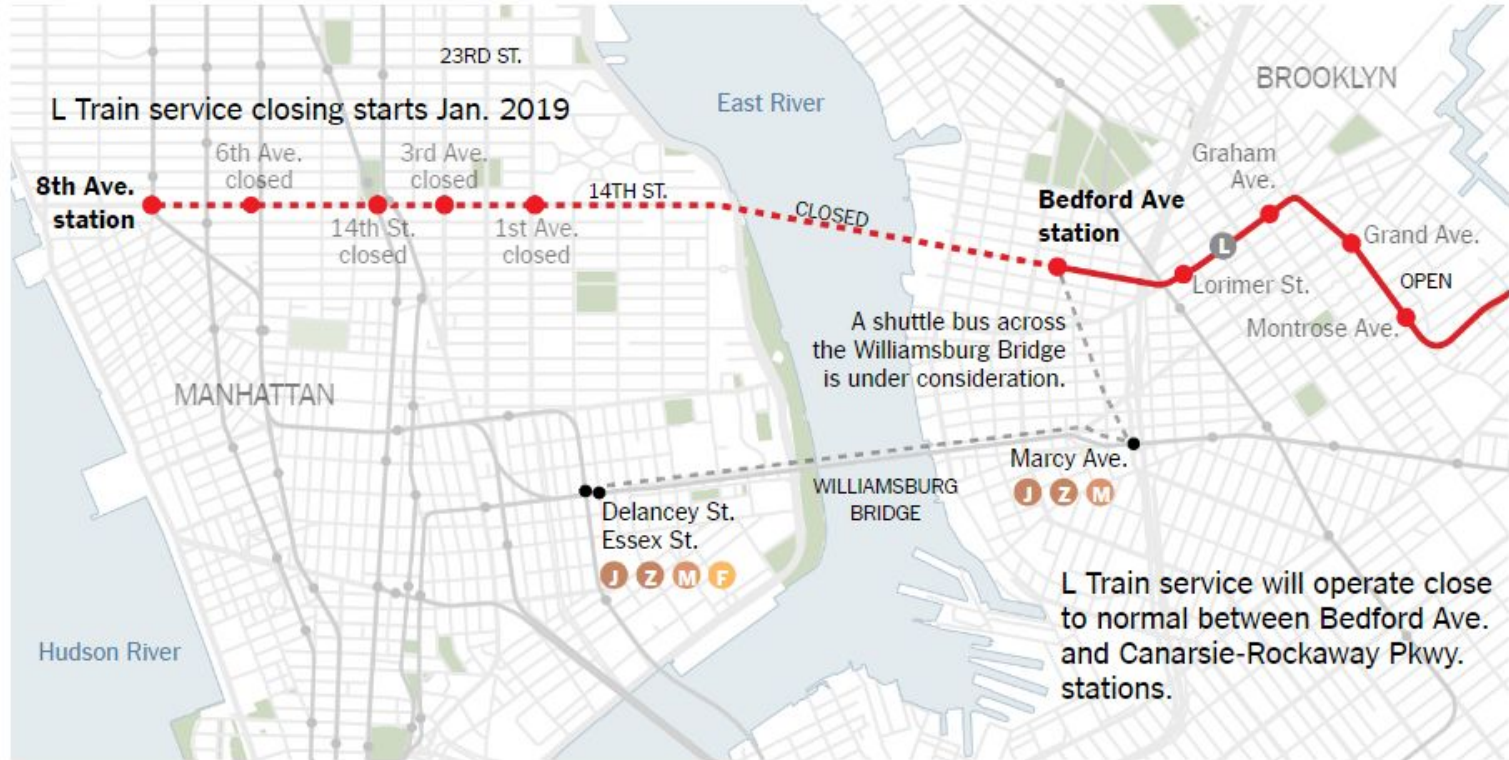 23RD ST.
BROOKLYN
L Train service closing starts Jan. 2019
East River
6th Ave.
closed
3rd Ave.
closed
Graham
Ave.
8th Ave.
station
14TH ST.
CLOSED
Bedford Ave
station
14th St.
closed
1st Ave.
closed
L
Grand Ave.
Lorimer St.
OPEN
Montrose Ave.
A shuttle bus across
the Williamsburg Bridge
is under consideration.
MANHATTAN
Marcy Ave.
J Z M
WILLIAMSBURG
BRIDGE
Delancey St.
Essex St.
J Z M F
L Train service will operate close
to normal between Bedford Ave.
and Canarsie-Rockaway Pkwy.
stations.
Hudson River